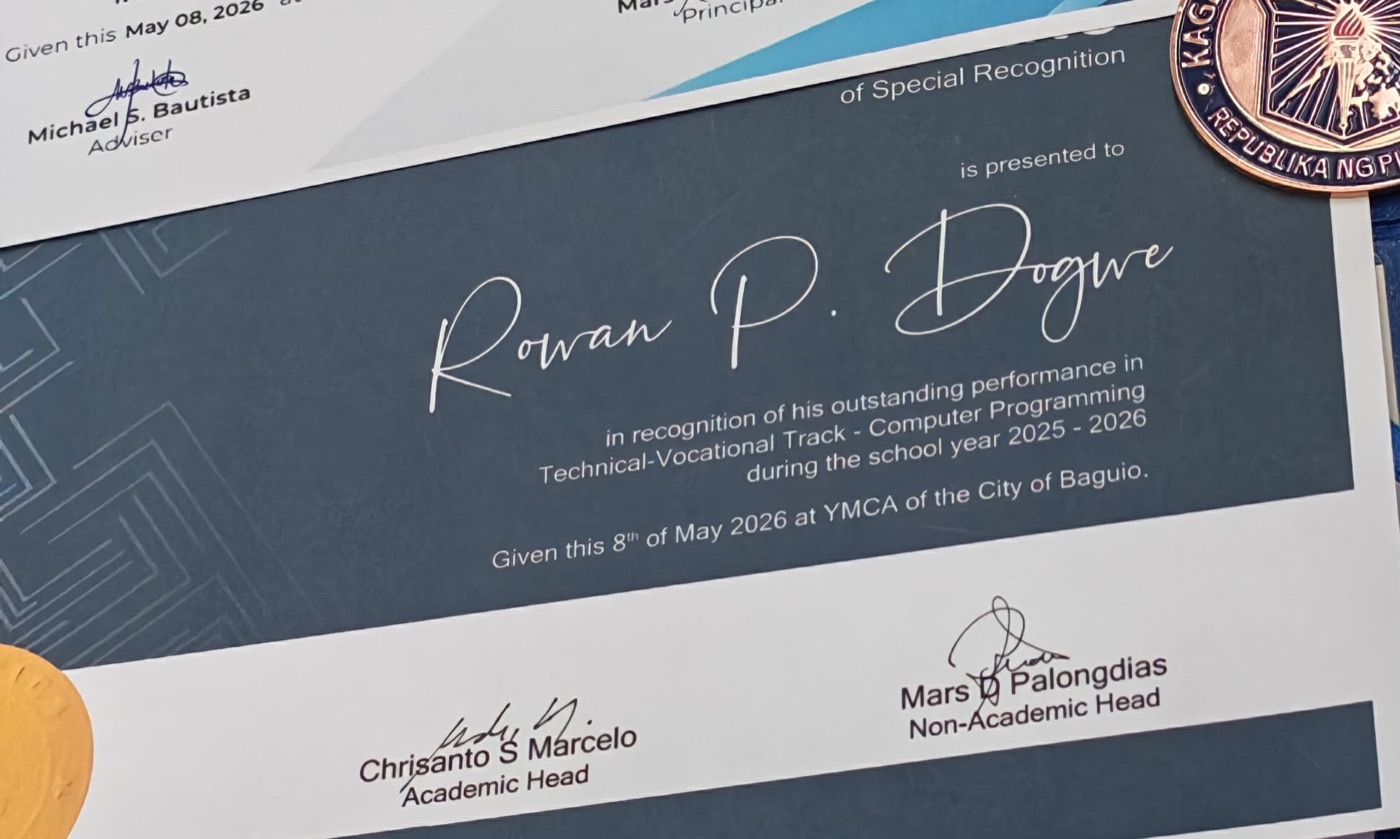 Given this May 08, 2026
Michael S. Bautista
Adviser
Principal
of Special Recognition
is presented to
Rowan P. Dogwe
in recognition of his outstanding performance in
Technical-Vocational Track - Computer Programming
during the school year 2025 - 2026
Given this 8th of May 2026 at YMCA of the City of Baguio.
Chrisanto S Marcelo
Academic Head
Mars D Palongdias
Non-Academic Head
REPUBLIKA NG